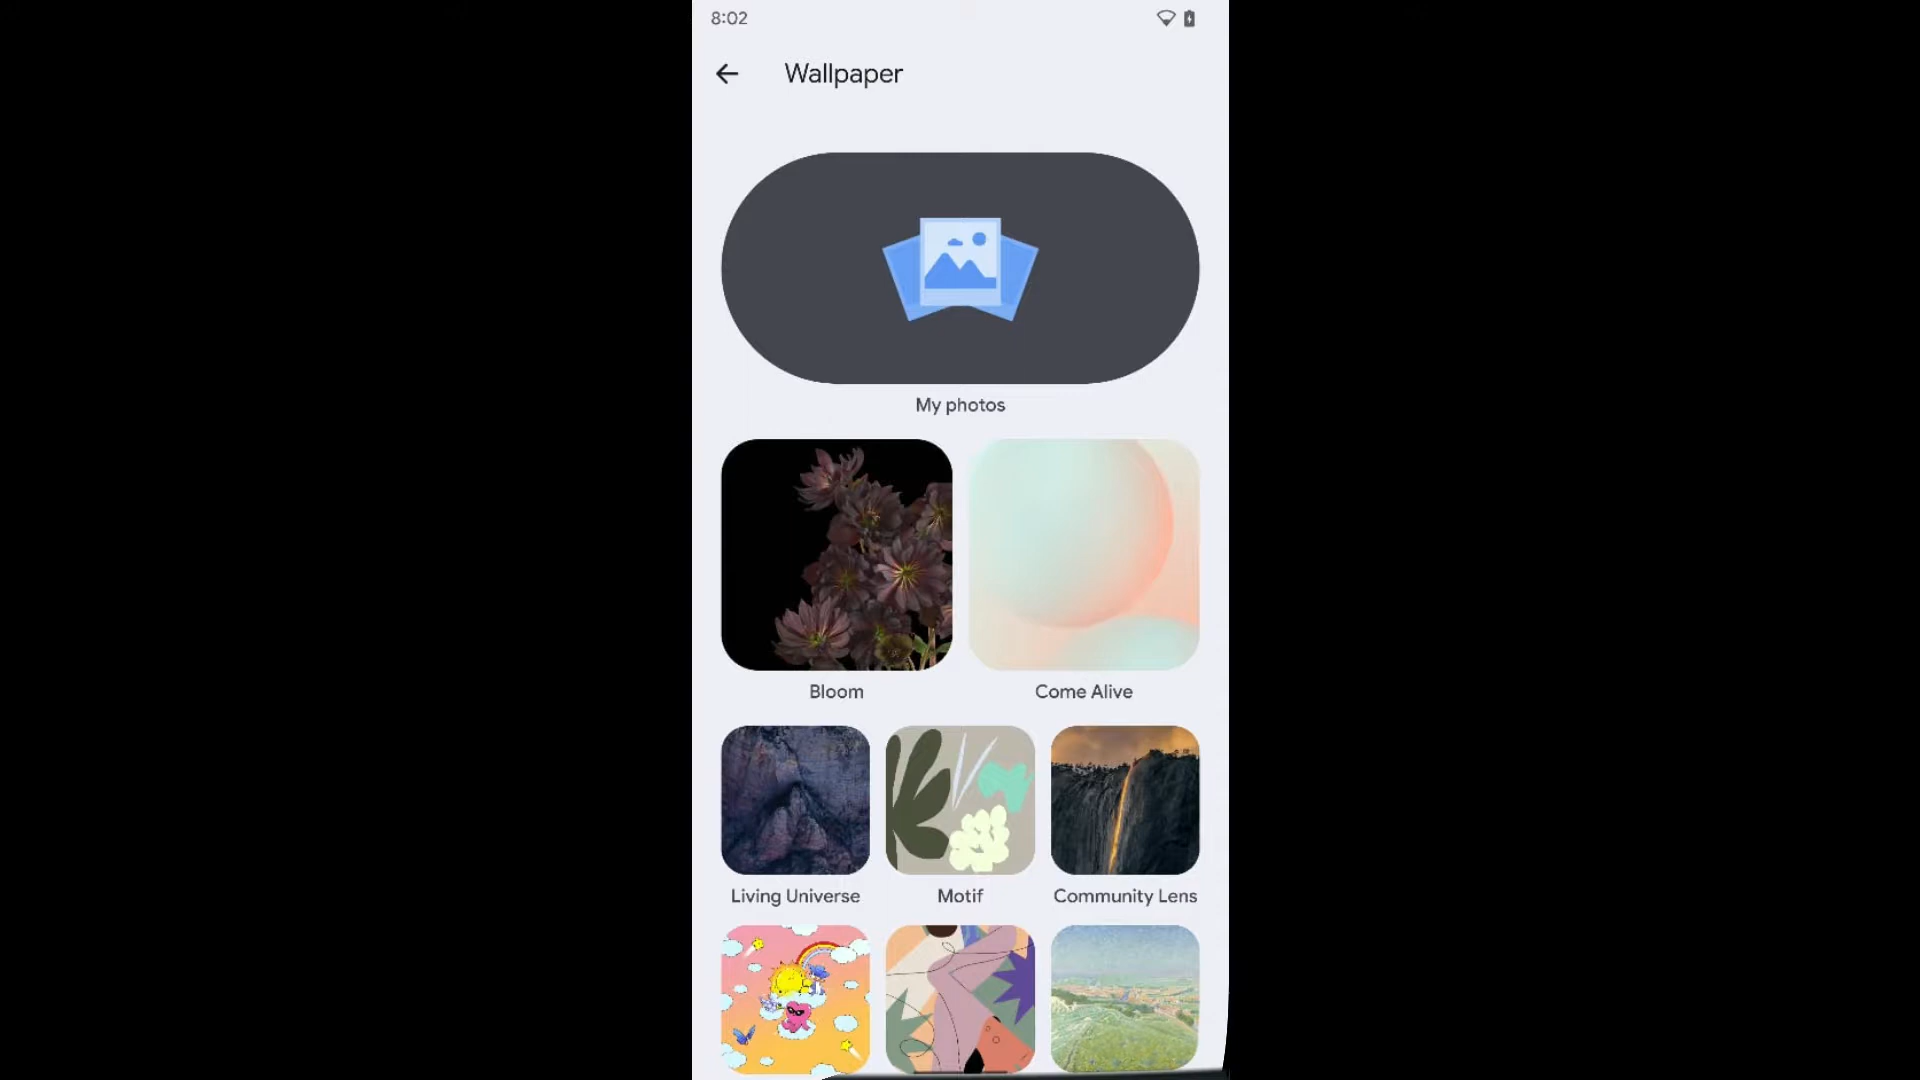 8:02
Wallpaper
My photos
Bloom
Come Alive
Living Universe
Motif
Community Lens